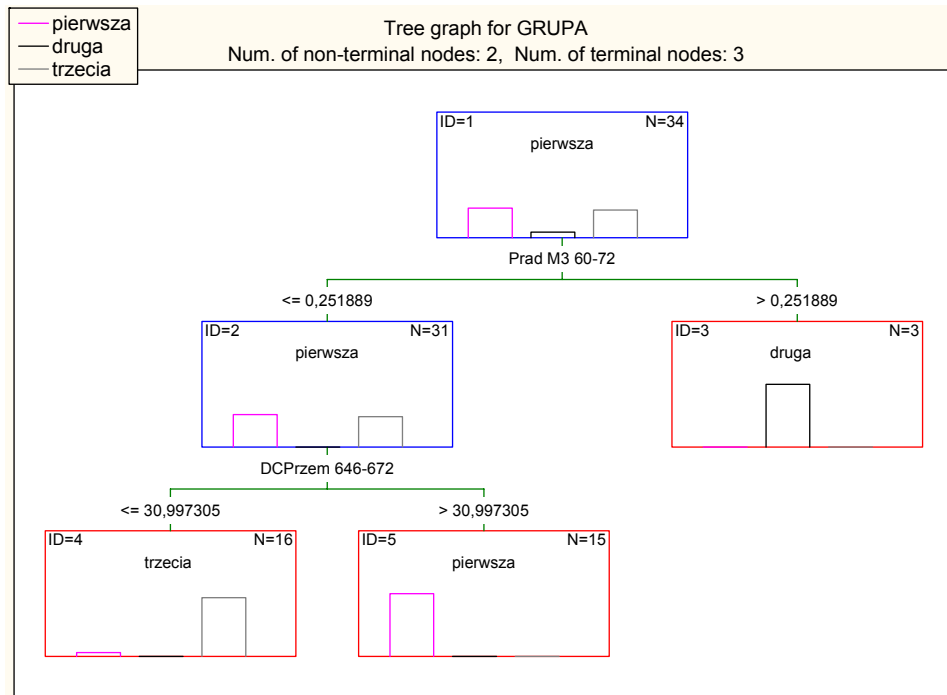 pierwsza
druga
trzecia
Tree graph for GRUPA
Num. of non-terminal nodes: 2, Num. of terminal nodes: 3
ID=1 N=34
pierwsza
Prad M3 60-72
<= 0,251889 > 0,251889
ID=2 N=31 ID=3 N=3
pierwsza druga
DCPrzem 646-672
<= 30,997305 > 30,997305
ID=4 N=16 ID=5 N=15
trzecia pierwsza